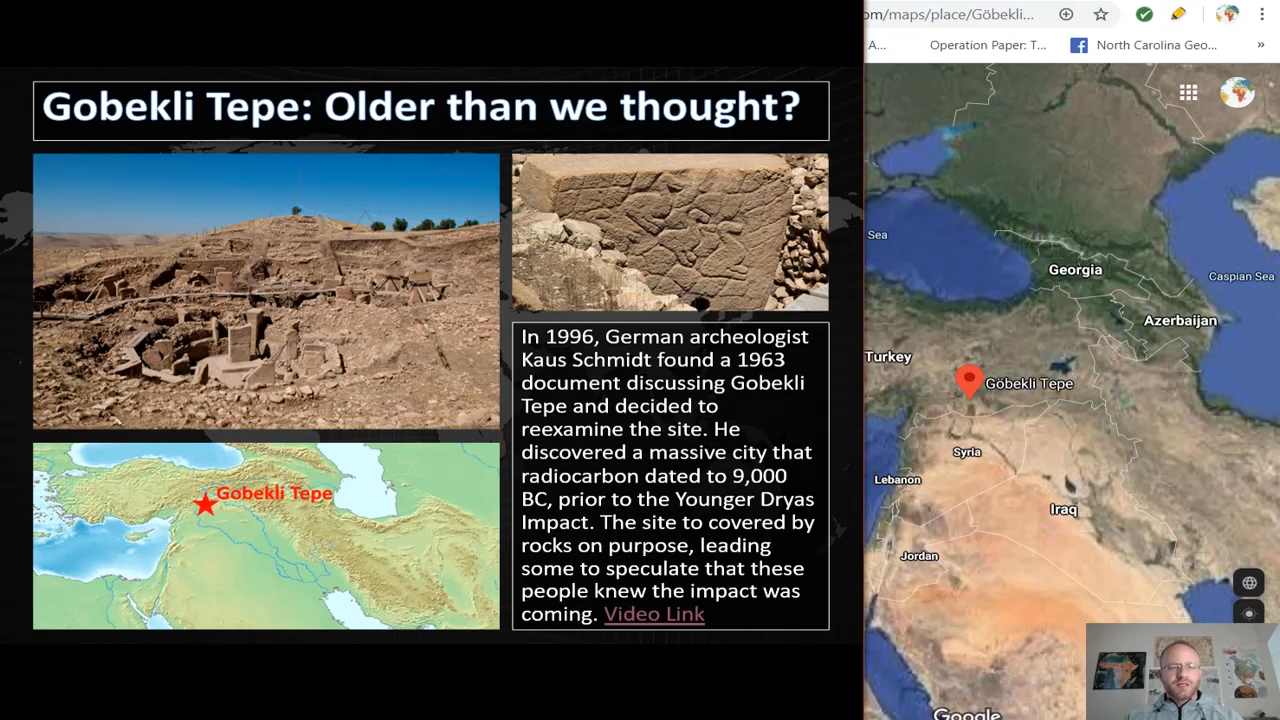 Gobekli Tepe: Older than we thought?
In 1996, German archeologist
Kaus Schmidt found a 1963
document discussing Gobekli
Tepe and decided to
reexamine the site. He
discovered a massive city that
radiocarbon dated to 9,000
BC, prior to the Younger Dryas
Impact. The site to covered by
rocks on purpose, leading
some to speculate that these
people knew the impact was
coming. Video Link
Gobekli Tepe
om/maps/place/Göbekli...
A... Operation Paper: T... North Carolina Geo... »
Sea
Georgia
Caspian Sea
Azerbaijan
Turkey
Göbekli Tepe
Syria
Lebanon
Iraq
Jordan
Google